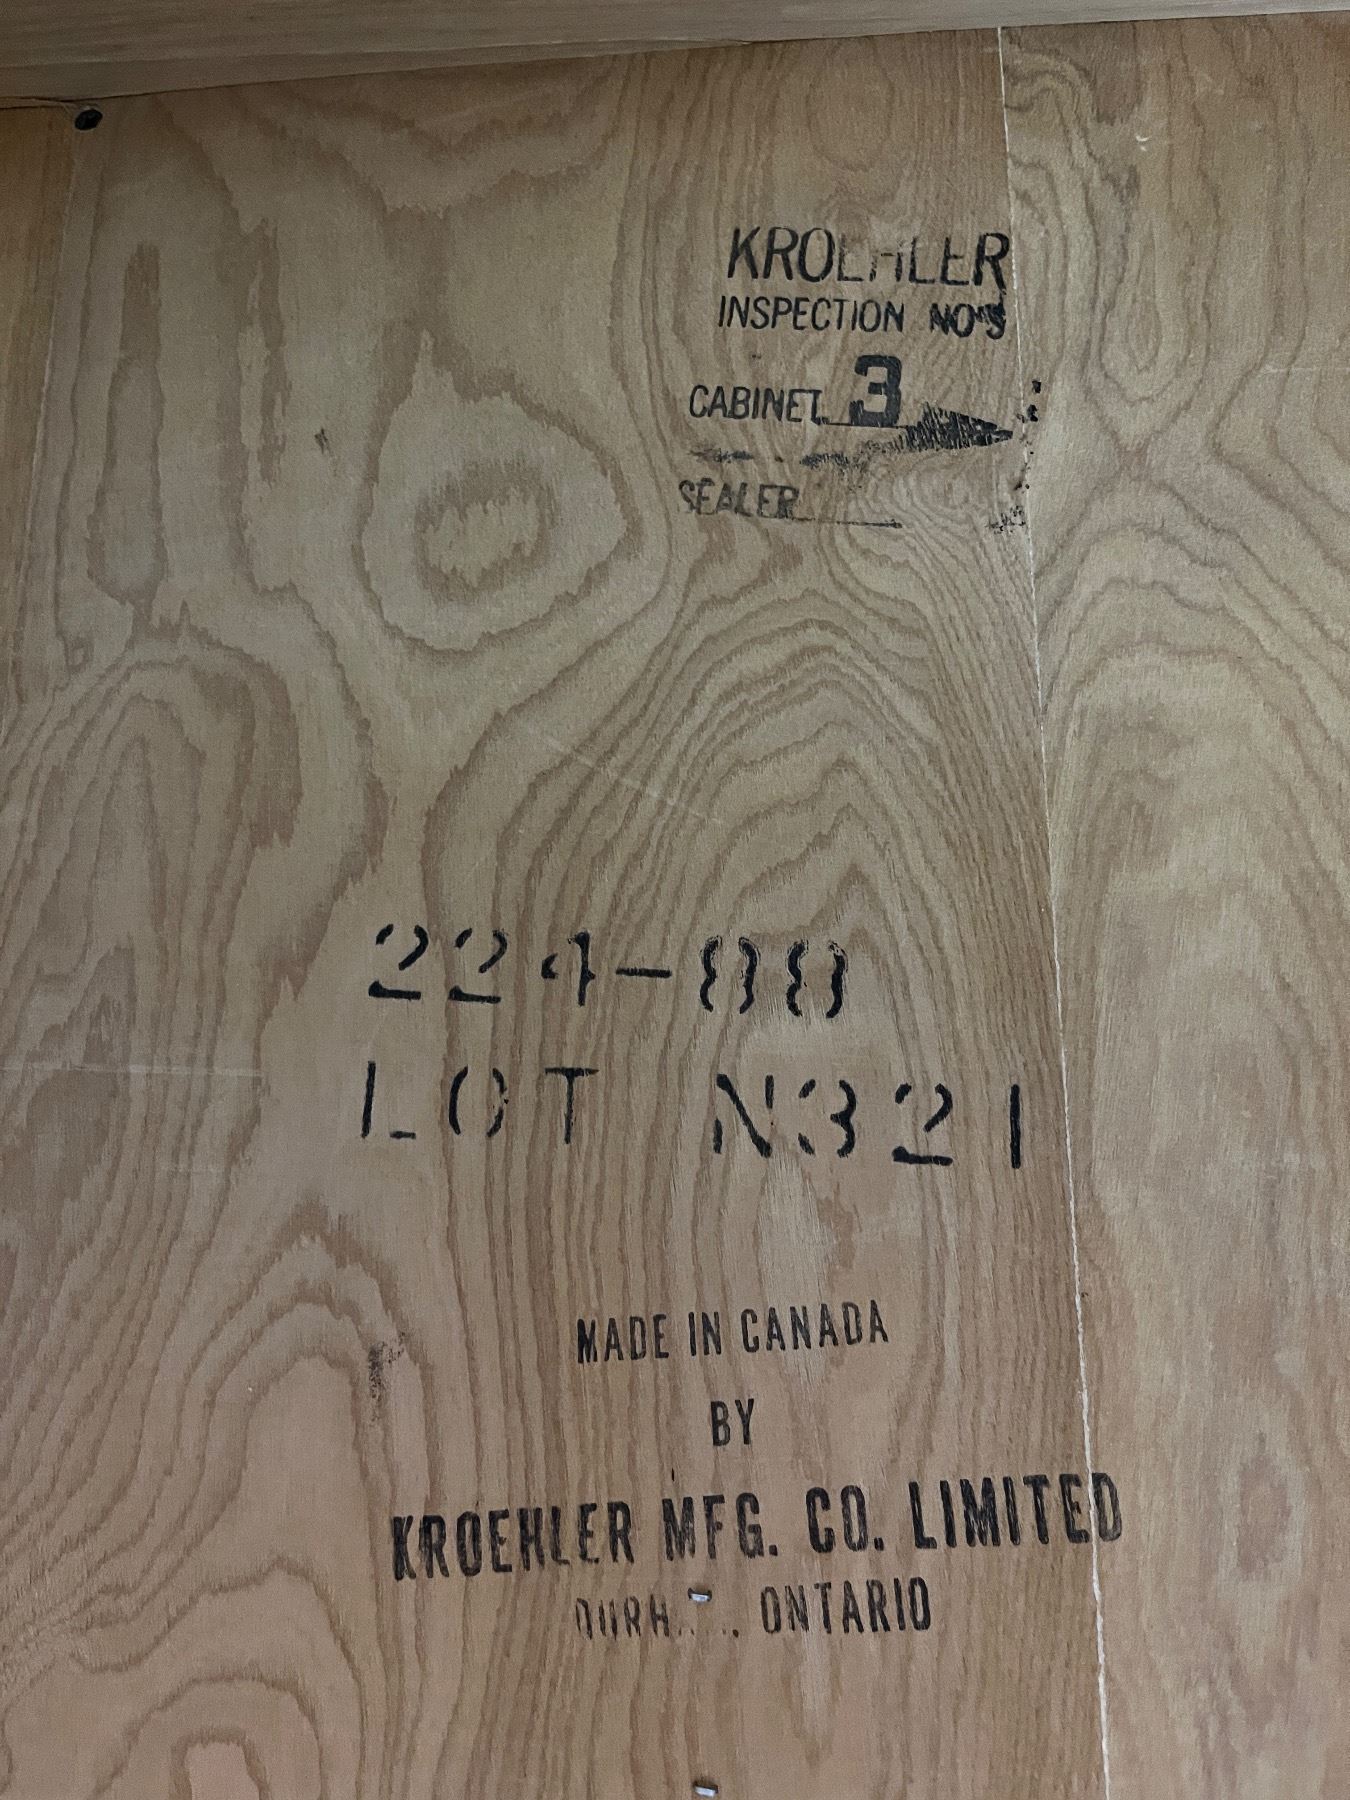 KROEHLER
INSPECTION NO'S
CABINET 3
SEALER
224-88
LOT N321
MADE IN CANADA
BY
KROEHLER MFG. CO. LIMITED
ONTARIO